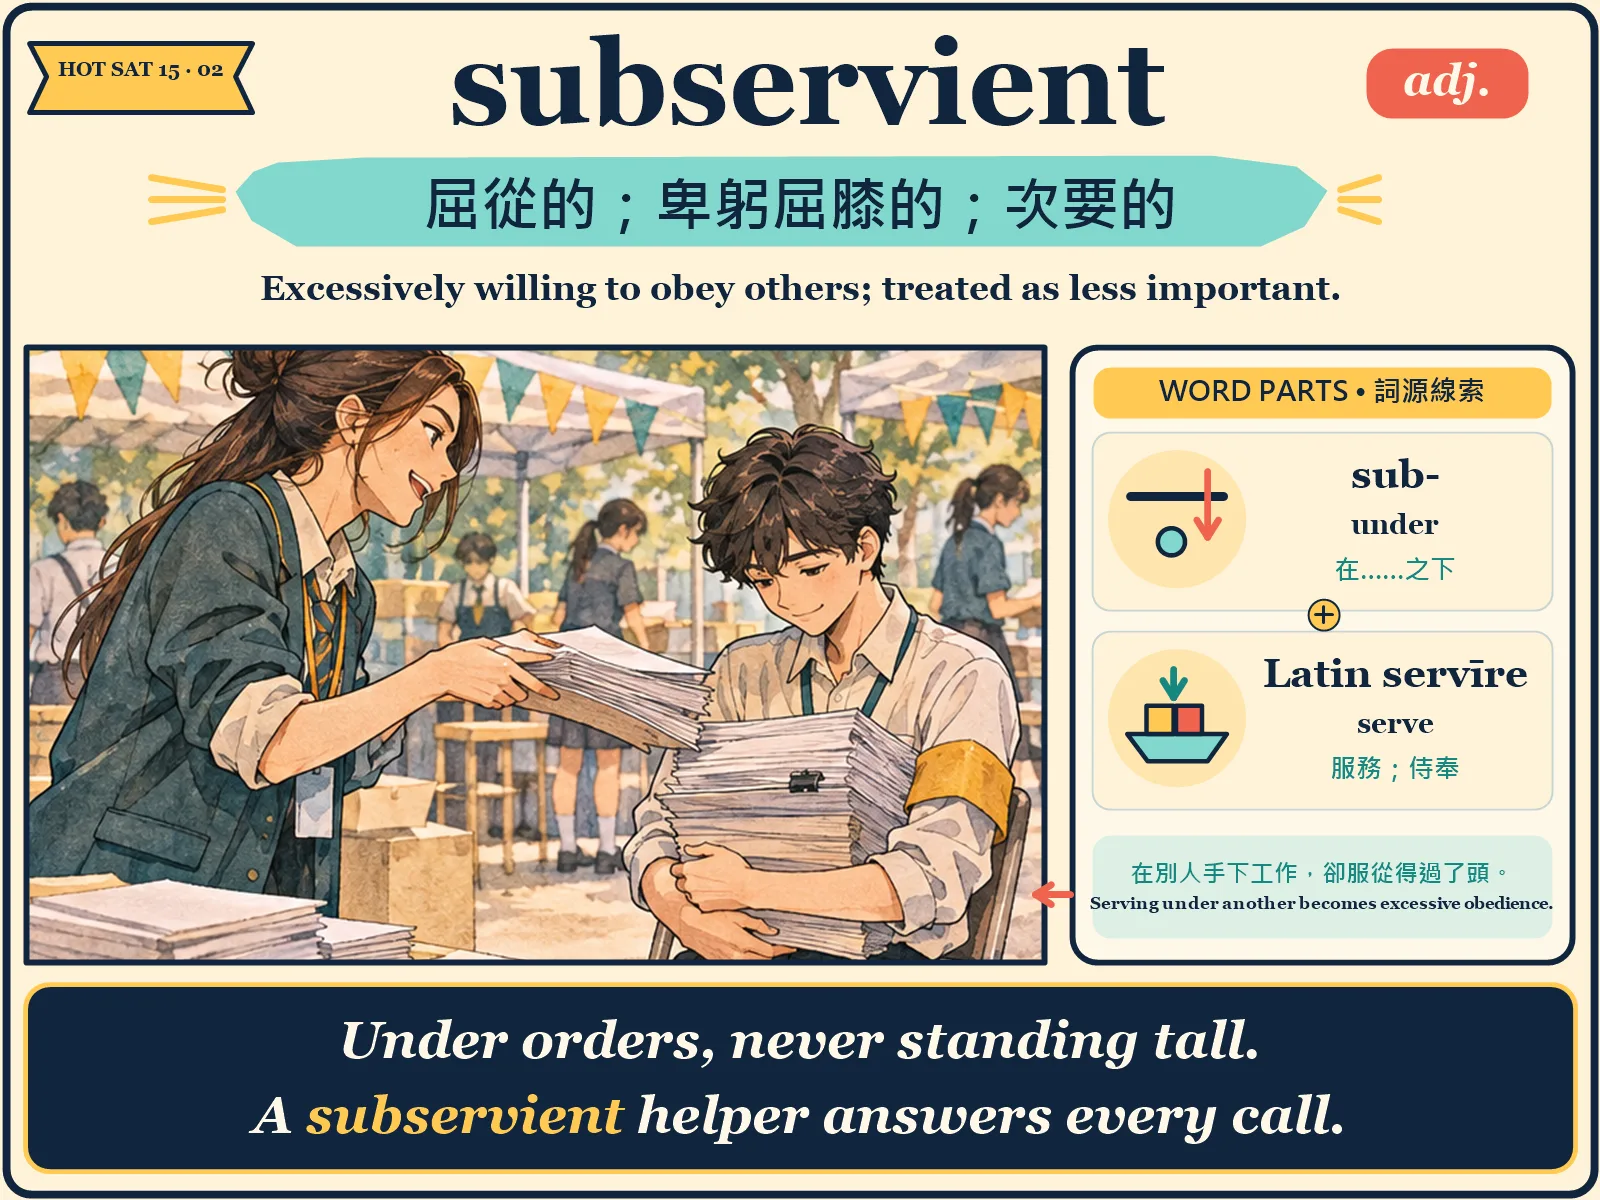 HOT SAT 15 · 02
subservient
adj.
屈從的；卑躬屈膝的；次要的
Excessively willing to obey others; treated as less important.
WORD PARTS • 詞源線索
sub-
under
在……之下
Latin servīre
serve
服務；侍奉
在別人手下工作，卻服從得過了頭。
Serving under another becomes excessive obedience.
Under orders, never standing tall.
A subservient helper answers every call.